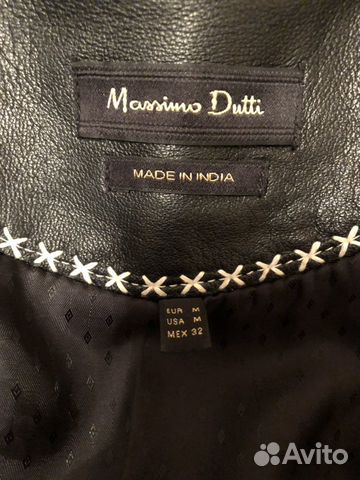 Massimo Dutti
MADE IN INDIA
EUR M
USA M
MEX 32
Avito